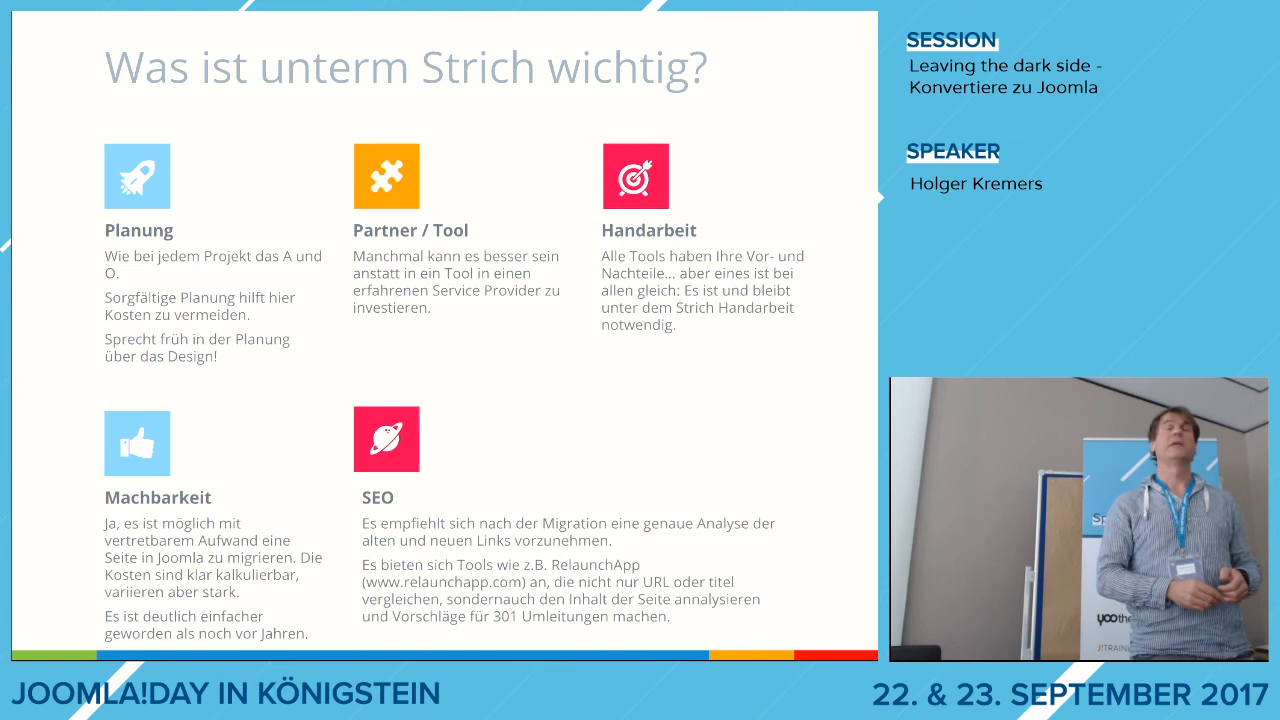 Was ist unterm Strich wichtig?
Planung
Wie bei jedem Projekt das A und
O.
Sorgfältige Planung hilft hier
Kosten zu vermeiden.
Sprecht früh in der Planung
über das Design!
Partner / Tool
Manchmal kann es besser sein
anstatt in ein Tool in einen
erfahrenen Service Provider zu
investieren.
Handarbeit
Alle Tools haben Ihre Vor- und
Nachteile... aber eines ist bei
allen gleich: Es ist und bleibt
unter dem Strich Handarbeit
notwendig.
Machbarkeit
Ja, es ist möglich mit
vertretbarem Aufwand eine
Seite in Joomla zu migrieren. Die
Kosten sind klar kalkulierbar,
variieren aber stark.
Es ist deutlich einfacher
geworden als noch vor Jahren.
SEO
Es empfiehlt sich nach der Migration eine genaue Analyse der
alten und neuen Links vorzunehmen.
Es bieten sich Tools wie z.B. RelaunchApp
(www.relaunchapp.com) an, die nicht nur URL oder titel
vergleichen, sondernauch den Inhalt der Seite annalysieren
und Vorschläge für 301 Umleitungen machen.
SESSION
Leaving the dark side -
Konvertiere zu Joomla
SPEAKER
Holger Kremers
JOOMLA!DAY IN KÖNIGSTEIN
22. & 23. SEPTEMBER 2017